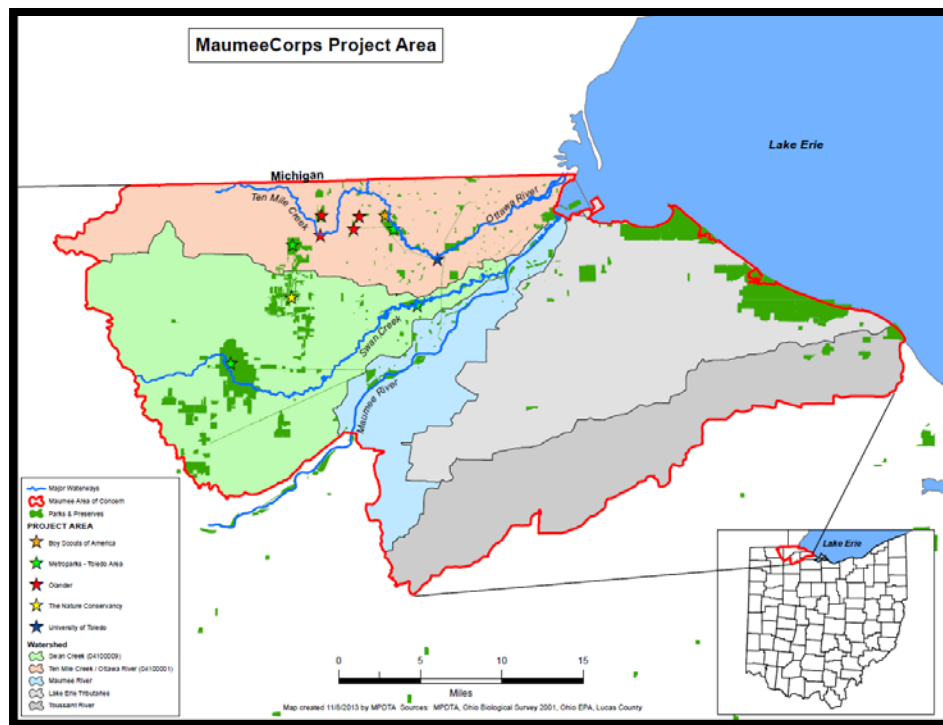 MaumeeCorps Project Area
Lake Erie
Michigan
Ten Mile Creek
Ottawa River
Swan Creek
Maumee River
Major Waterways
Maumee Area of Concern
Parks & Preserves
PROJECT AREA
Boy Scouts of America
Metroparks - Toledo Area
Olander
The Nature Conservancy
University of Toledo
Watershed
Swan Creek (04100009)
Ten Mile Creek / Ottawa River (04100001)
Maumee River
Lake Erie Tributaries
Toussaint River
0 5 10 15
Miles
Map created 11/5/2013 by MPDTA Sources: MPDTA, Ohio Biological Survey 2001, Ohio EPA, Lucas County
Lake Erie